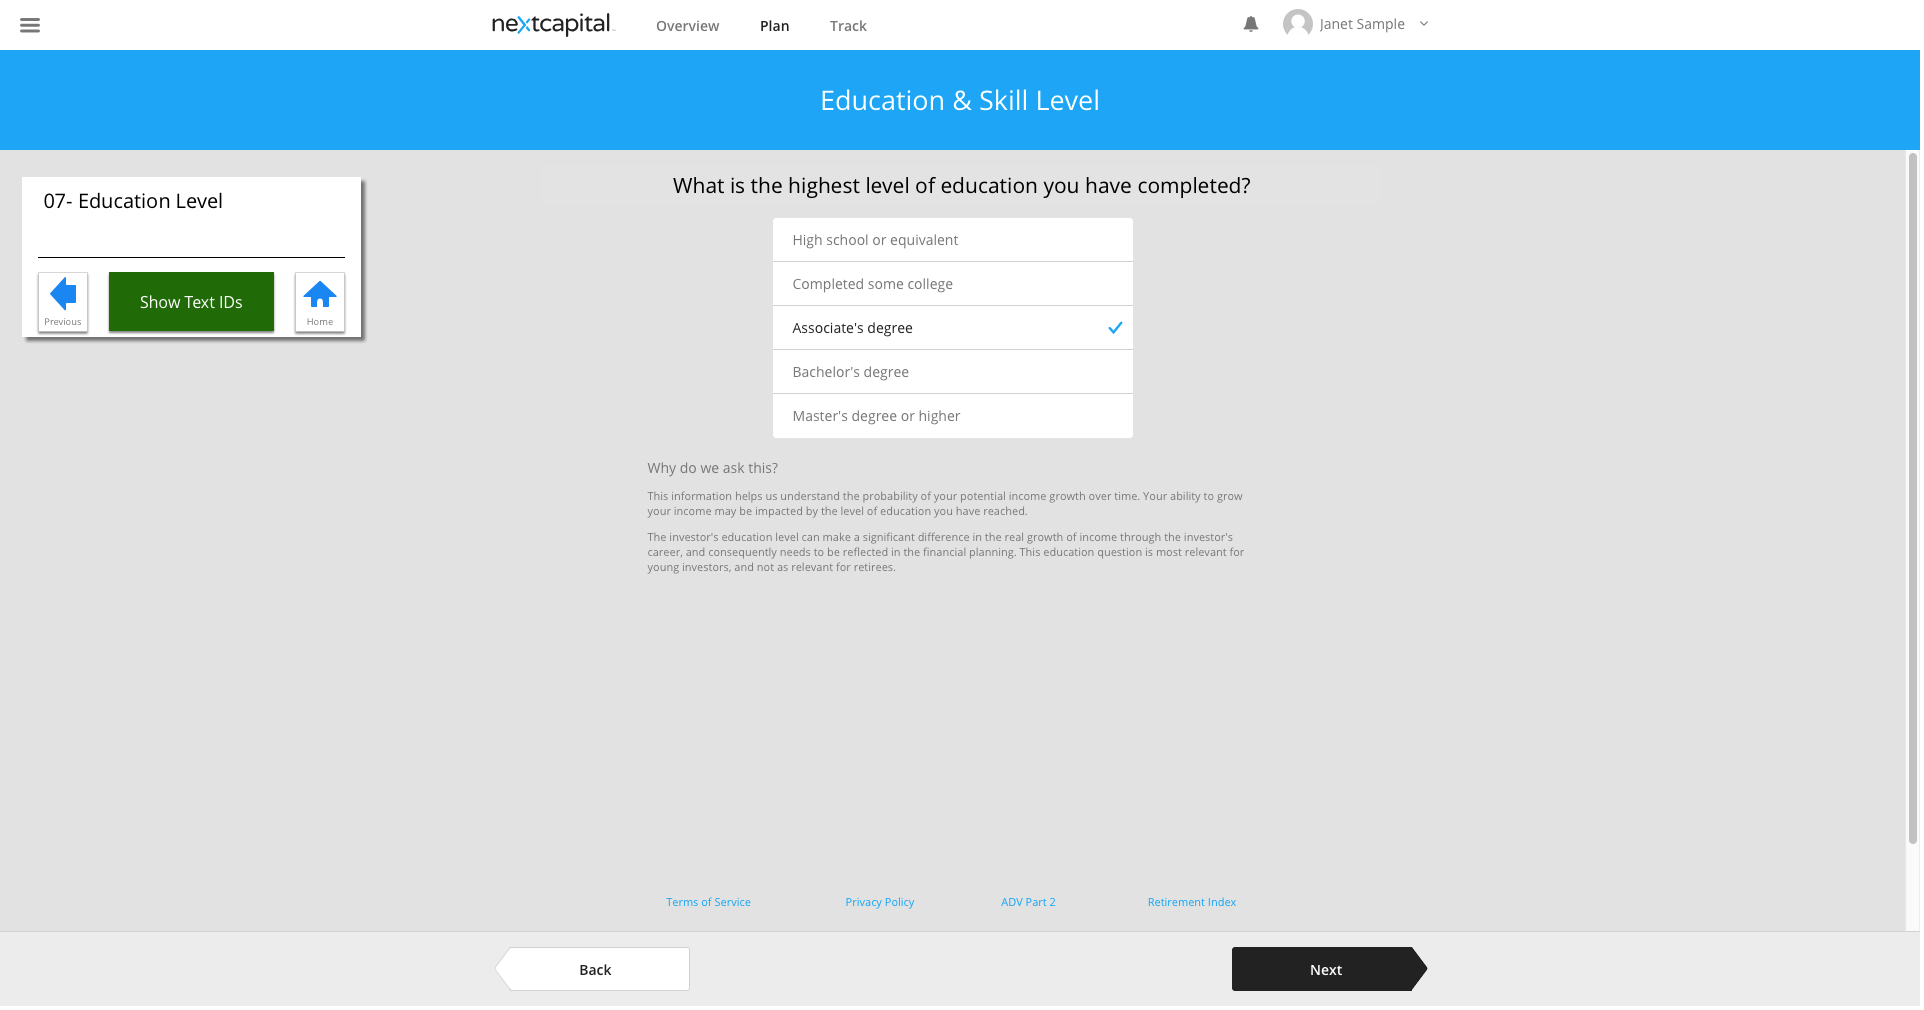 nextcapital
Overview
Plan
Track
Janet Sample
Education & Skill Level
07- Education Level
Previous
Show Text IDs
Home
What is the highest level of education you have completed?
High school or equivalent
Completed some college
Associate's degree
Bachelor's degree
Master's degree or higher
Why do we ask this?
This information helps us understand the probability of your potential income growth over time. Your ability to grow
your income may be impacted by the level of education you have reached.
The investor's education level can make a significant difference in the real growth of income through the investor's
career, and consequently needs to be reflected in the financial planning. This education question is most relevant for
young investors, and not as relevant for retirees.
Terms of Service
Privacy Policy
ADV Part 2
Retirement Index
Back
Next